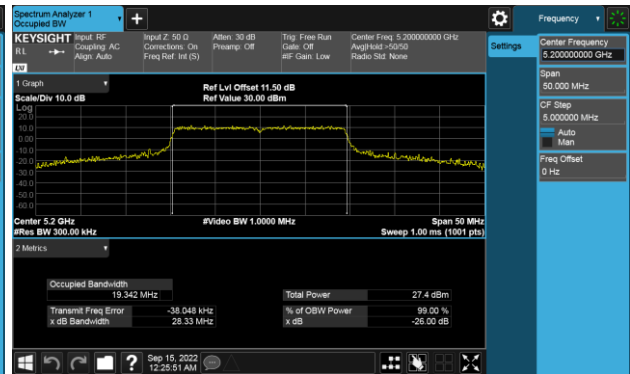 Spectrum Analyzer 1
Occupied BW
Frequency
KEYSIGHT
RL
Input: RF
Coupling: AC
Align: Auto
Input Z: 50 Ω
Corrections: On
Freq Ref: Int (S)
Atten: 30 dB
Preamp: Off
Trig: Free Run
Gate: Off
#IF Gain: Low
Center Freq: 5.200000000 GHz
Avg|Hold:>50/50
Radio Std: None
LXI
Settings
Center Frequency
5.200000000 GHz
Span
50.000 MHz
CF Step
5.000000 MHz
Auto
Man
Freq Offset
0 Hz
1 Graph
Scale/Div 10.0 dB
Ref Lvl Offset 11.50 dB
Ref Value 30.00 dBm
Log
20.0
10.0
0.00
-10.0
-20.0
-30.0
-40.0
-50.0
-60.0
Center 5.2 GHz
#Video BW 1.0000 MHz
Span 50 MHz
#Res BW 300.00 kHz
Sweep 1.00 ms (1001 pts)
2 Metrics
Occupied Bandwidth
19.342 MHz
Total Power
27.4 dBm
Transmit Freq Error
-38.048 kHz
% of OBW Power
99.00 %
x dB Bandwidth
28.33 MHz
x dB
-26.00 dB
?
Sep 15, 2022
12:25:51 AM